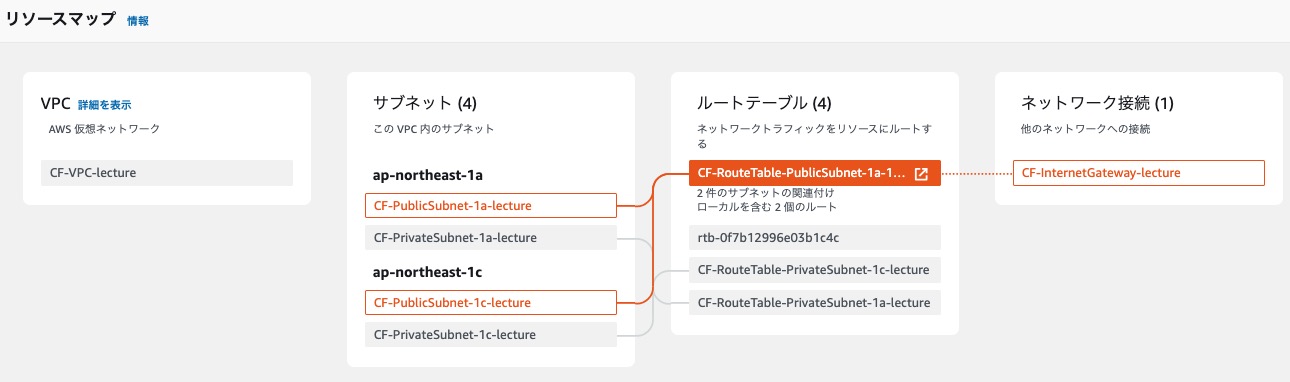 リソースマップ 情報
VPC 詳細を表示
AWS 仮想ネットワーク
CF-VPC-lecture
サブネット (4)
この VPC 内のサブネット
ap-northeast-1a
CF-PublicSubnet-1a-lecture
CF-PrivateSubnet-1a-lecture
ap-northeast-1c
CF-PublicSubnet-1c-lecture
CF-PrivateSubnet-1c-lecture
ルートテーブル (4)
ネットワークトラフィックをリソースにルートす
る
CF-RouteTable-PublicSubnet-1a-1...
2 件のサブネットの関連付け
ローカルを含む 2 個のルート
rtb-0f7b12996e03b1c4c
CF-RouteTable-PrivateSubnet-1c-lecture
CF-RouteTable-PrivateSubnet-1a-lecture
ネットワーク接続 (1)
他のネットワークへの接続
CF-InternetGateway-lecture